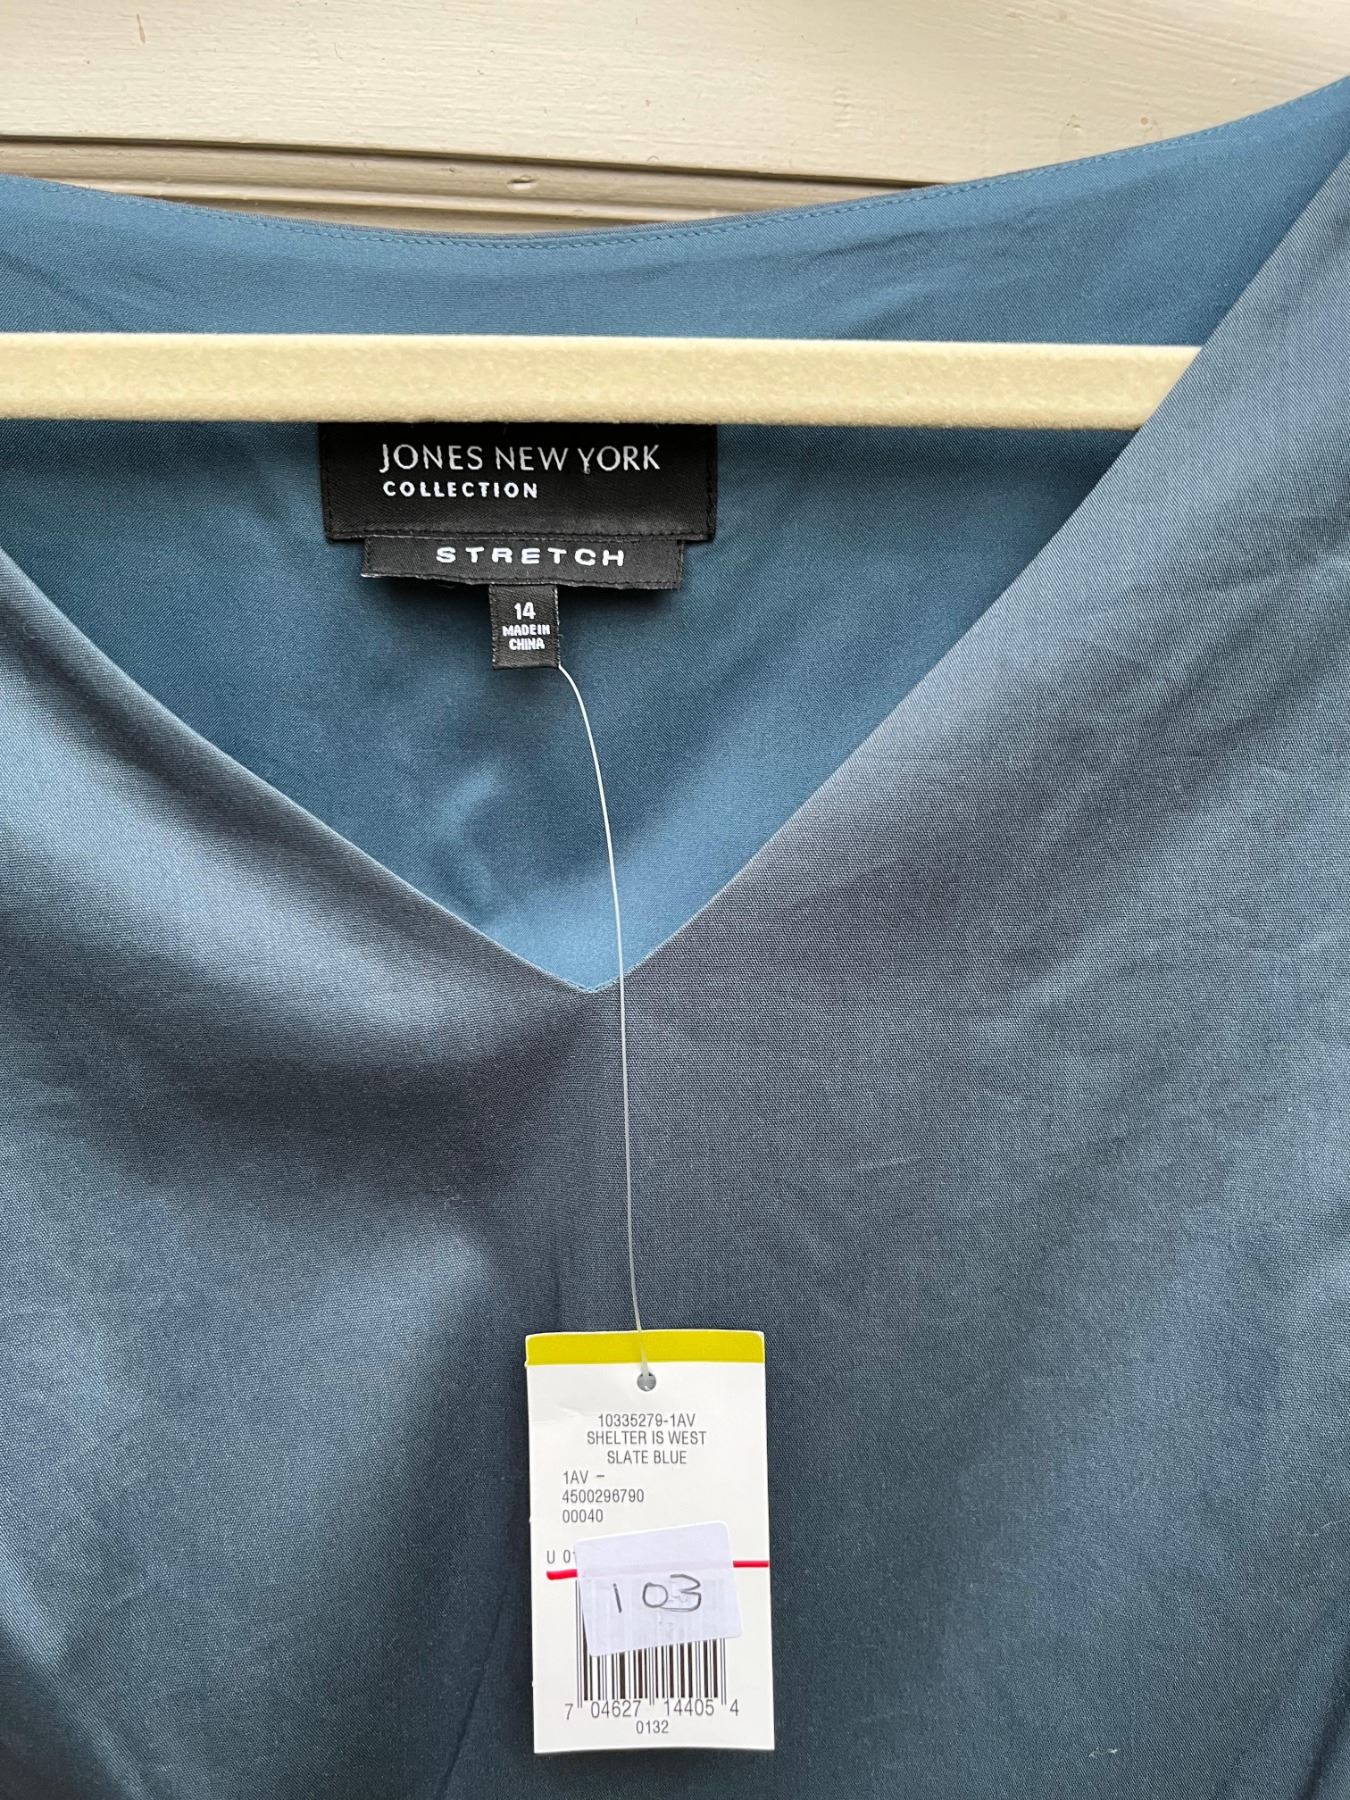 JONES NEW YORK
COLLECTION
STRETCH
14
MADE IN
CHINA
10335279-1AV
SHELTER IS WEST
SLATE BLUE
1AV –
4500296790
00040
U
103
7 04627 14405 4
0132